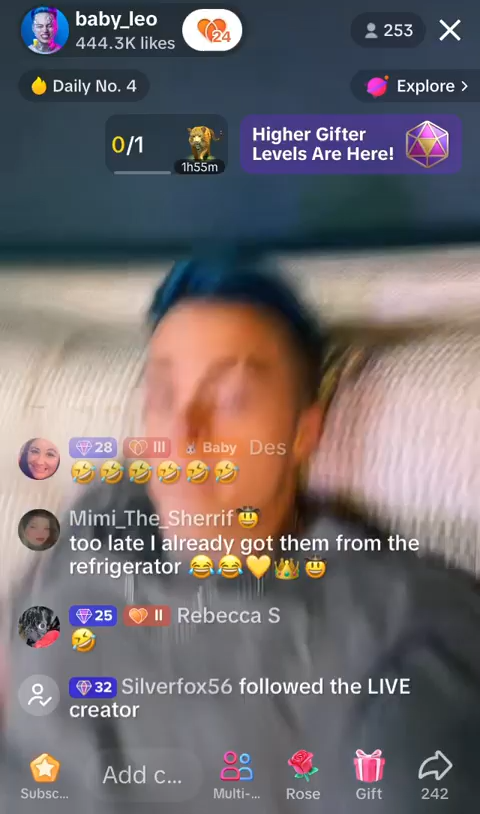 baby_leo
444.3K likes
24
253
Daily No. 4
Explore >
0/1
1h55m
Higher Gifter
Levels Are Here!
28 III Baby Des
🤣🤣🤣🤣🤣🤣
Mimi_The_Sherrif🤠
too late I already got them from the
refrigerator 😂😂💛👑🤠
25 II Rebecca S
🤣
32 Silverfox56 followed the LIVE
creator
Subsc...
Add c...
Multi-...
Rose
Gift
242